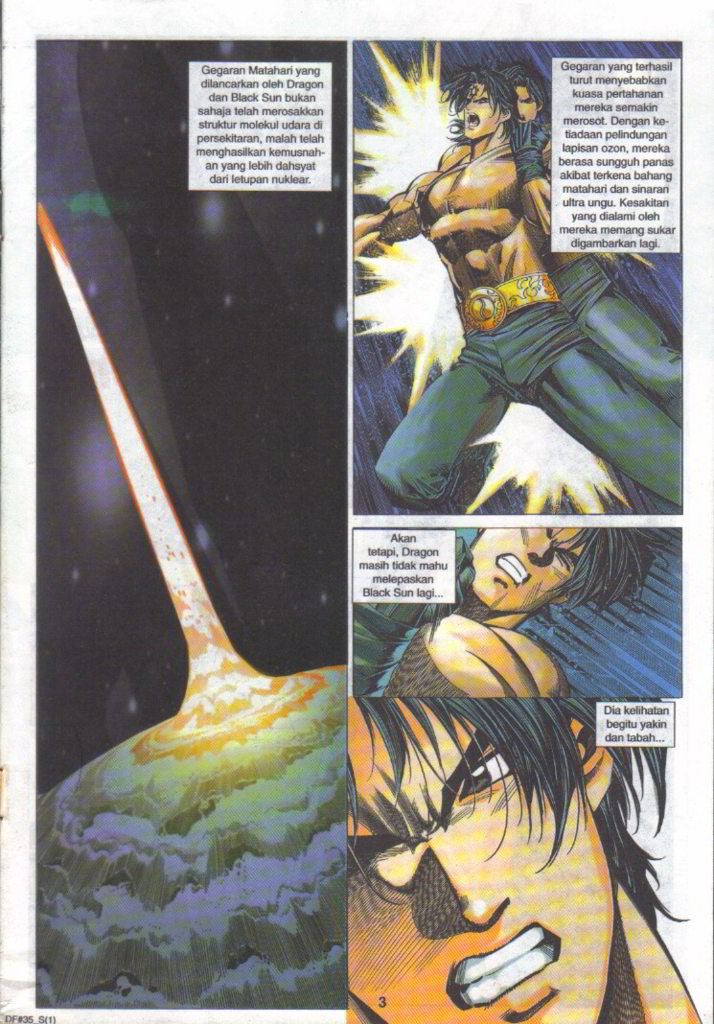 Gegaran Matahari yang
dilancarkan oleh Dragon
dan Black Sun bukan
sahaja telah merosakkan
struktur molekul udara di
persekitaran, malah telah
menghasilkan kemusnah-
an yang lebih dahsyat
dari letupan nuklear.
Gegaran yang terhasil
turut menyebabkan
kuasa pertahanan
mereka semakin
merosot. Dengan ke-
tiadaan pelindungan
lapisan ozon, mereka
berasa sungguh panas
akibat terkena bahang
matahari dan sinaran
ultra ungu. Kesakitan
yang dialami oleh
mereka memang sukar
digambarkan lagi.
Akan
tetapi, Dragon
masih tidak mahu
melepaskan
Black Sun lagi...
Dia kelihatan
begitu yakin
dan tabah...
3
DF#35_S(1)